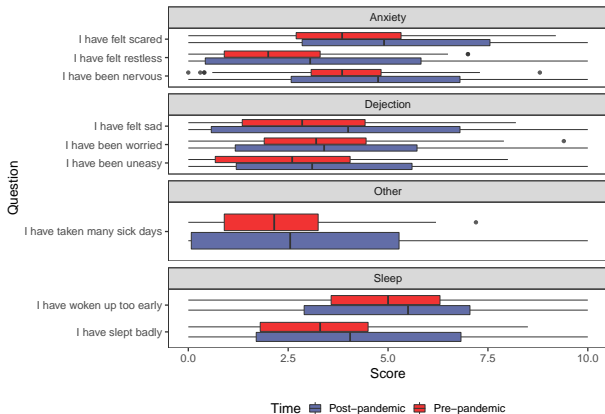 Anxiety
I have felt scared
I have felt restless
I have been nervous
Dejection
I have felt sad
I have been worried
I have been uneasy
Other
I have taken many sick days
Sleep
I have woken up too early
I have slept badly
Question
0.0 2.5 5.0 7.5 10.0
Score
Time Post−pandemic Pre−pandemic